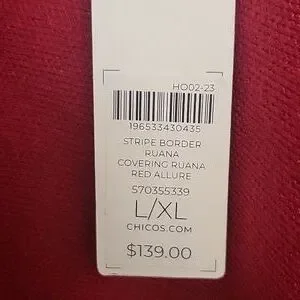 HO02-23
196533430435
STRIPE BORDER
RUANA
COVERING RUANA
RED ALLURE
570355339
L/XL
CHICOS.COM
$139.00